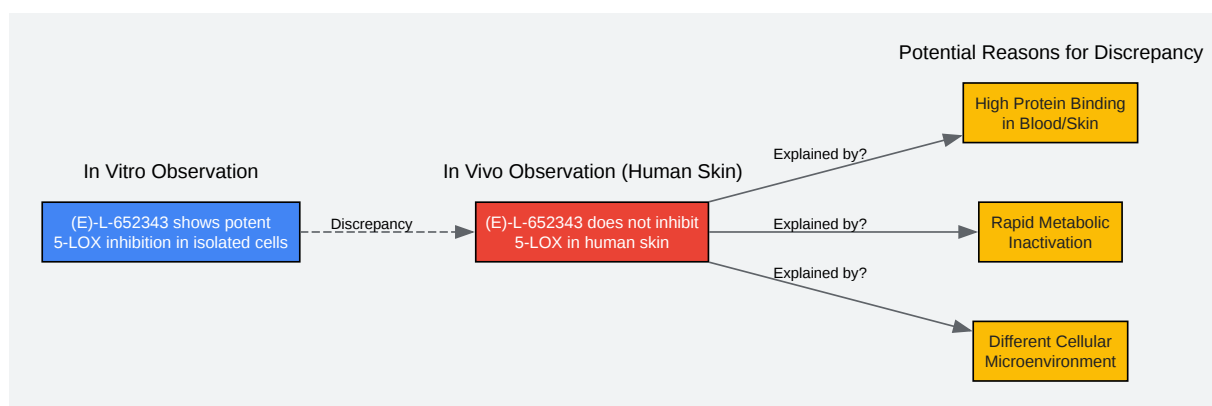 Potential Reasons for Discrepancy
High Protein Binding
in Blood/Skin
Explained by?
In Vitro Observation
In Vivo Observation (Human Skin)
(E)-L-652343 shows potent
5-LOX inhibition in isolated cells
Discrepancy
(E)-L-652343 does not inhibit
5-LOX in human skin
Explained by?
Rapid Metabolic
Inactivation
Explained by?
Different Cellular
Microenvironment